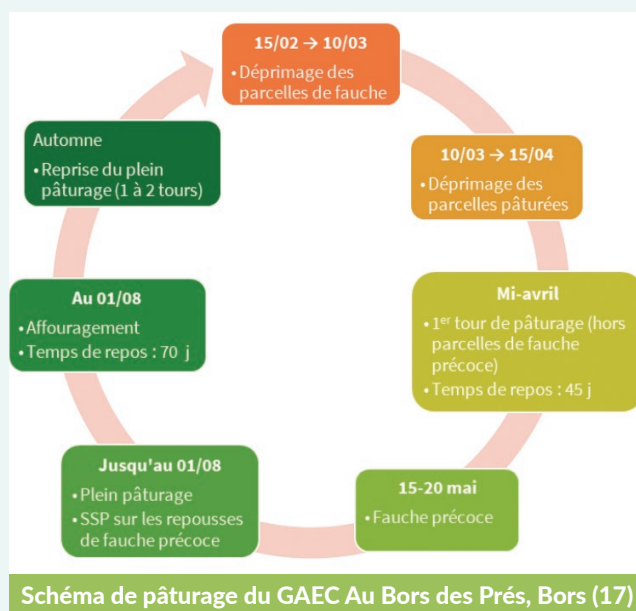 15/02 → 10/03
•Déprimage des
parcelles de fauche
10/03 → 15/04
•Déprimage des
parcelles pâturées
Mi-avril
•1er tour de pâturage (hors
parcelles de fauche
précoce)
•Temps de repos : 45 j
15-20 mai
•Fauche précoce
Jusqu'au 01/08
•Plein pâturage
•SSP sur les repousses
de fauche précoce
Au 01/08
•Affouragement
•Temps de repos : 70 j
Automne
•Reprise du plein
pâturage (1 à 2 tours)
Schéma de pâturage du GAEC Au Bors des Prés, Bors (17)